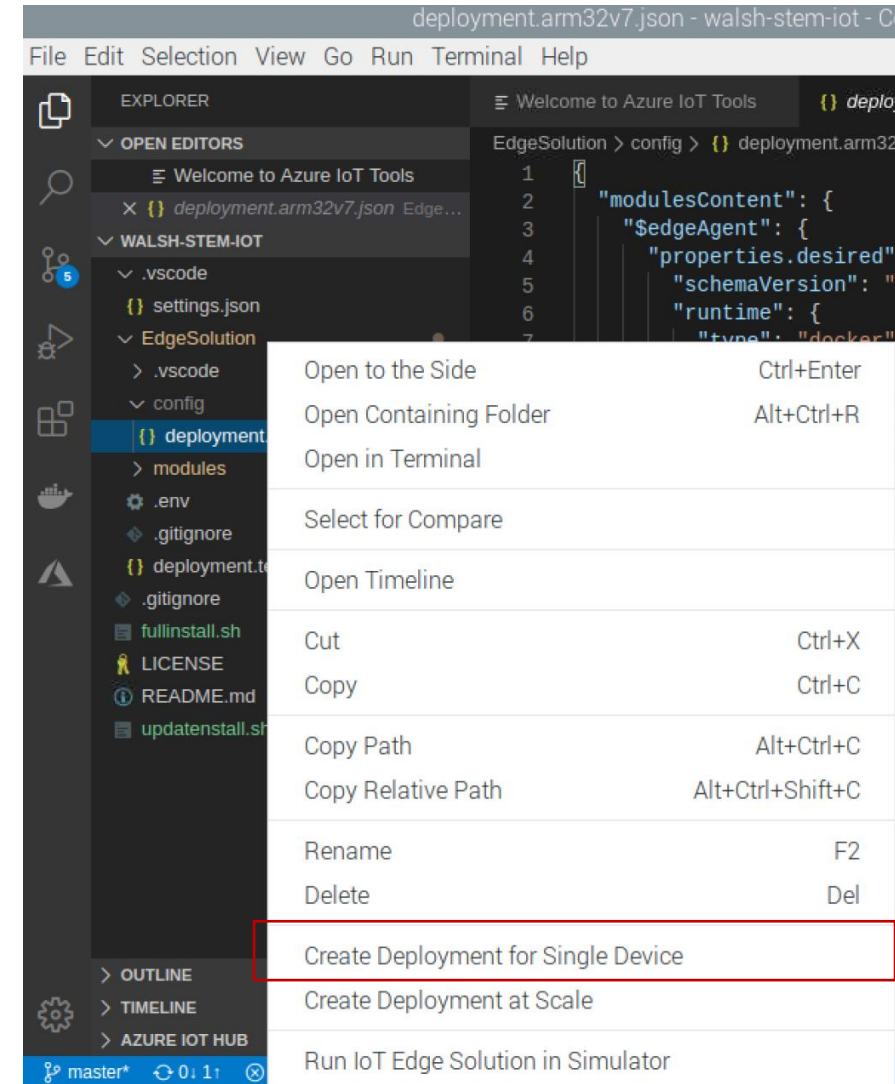 deployment.arm32v7.json - walsh-stem-iot - C
File Edit Selection View Go Run Terminal Help
EXPLORER
OPEN EDITORS
Welcome to Azure IoT Tools
{} deployment.arm32v7.json Edge...
WALSH-STEM-IOT
.vscode
{} settings.json
EdgeSolution
.vscode
config
{} deployment.
modules
.env
.gitignore
{} deployment.te
.gitignore
fullinstall.sh
LICENSE
README.md
updatenstall.sh
OUTLINE
TIMELINE
AZURE IOT HUB
master* 0↓ 1↑
5
Welcome to Azure IoT Tools {} deplo
EdgeSolution > config > {} deployment.arm32
1 {
2 "modulesContent": {
3 "$edgeAgent": {
4 "properties.desired"
5 "schemaVersion": "
6 "runtime": {
7 "type": "docker"
Open to the Side Ctrl+Enter
Open Containing Folder Alt+Ctrl+R
Open in Terminal
Select for Compare
Open Timeline
Cut Ctrl+X
Copy Ctrl+C
Copy Path Alt+Ctrl+C
Copy Relative Path Alt+Ctrl+Shift+C
Rename F2
Delete Del
Create Deployment for Single Device
Create Deployment at Scale
Run IoT Edge Solution in Simulator